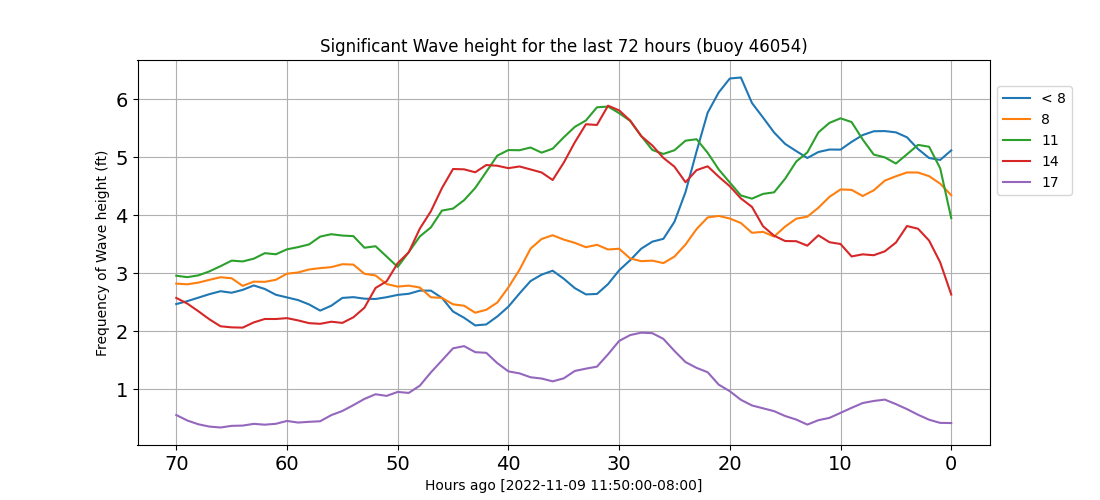 Significant Wave height for the last 72 hours (buoy 46054)
Frequency of Wave height (ft)
6
5
4
3
2
1
70 60 50 40 30 20 10 0
Hours ago [2022-11-09 11:50:00-08:00]
< 8
8
11
14
17